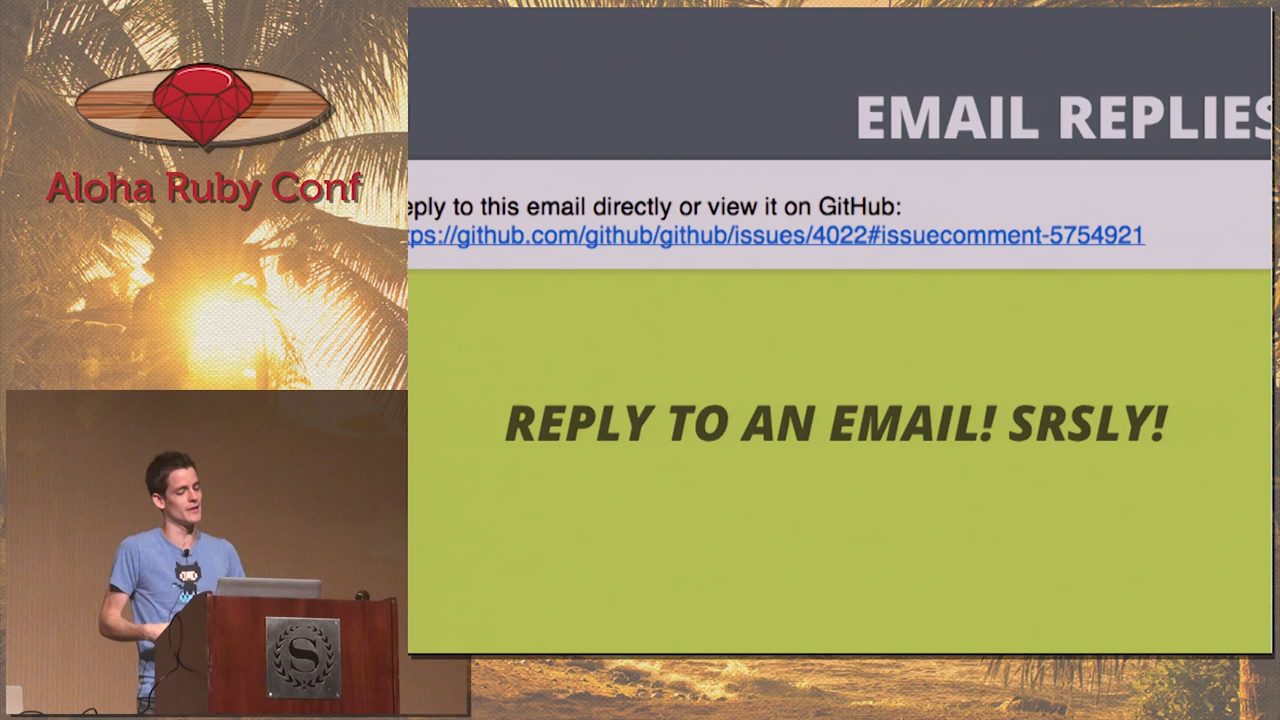 Aloha Ruby Conf
EMAIL REPLIES
eply to this email directly or view it on GitHub:
ps://github.com/github/github/issues/4022#issuecomment-5754921
REPLY TO AN EMAIL! SRSLY!
S